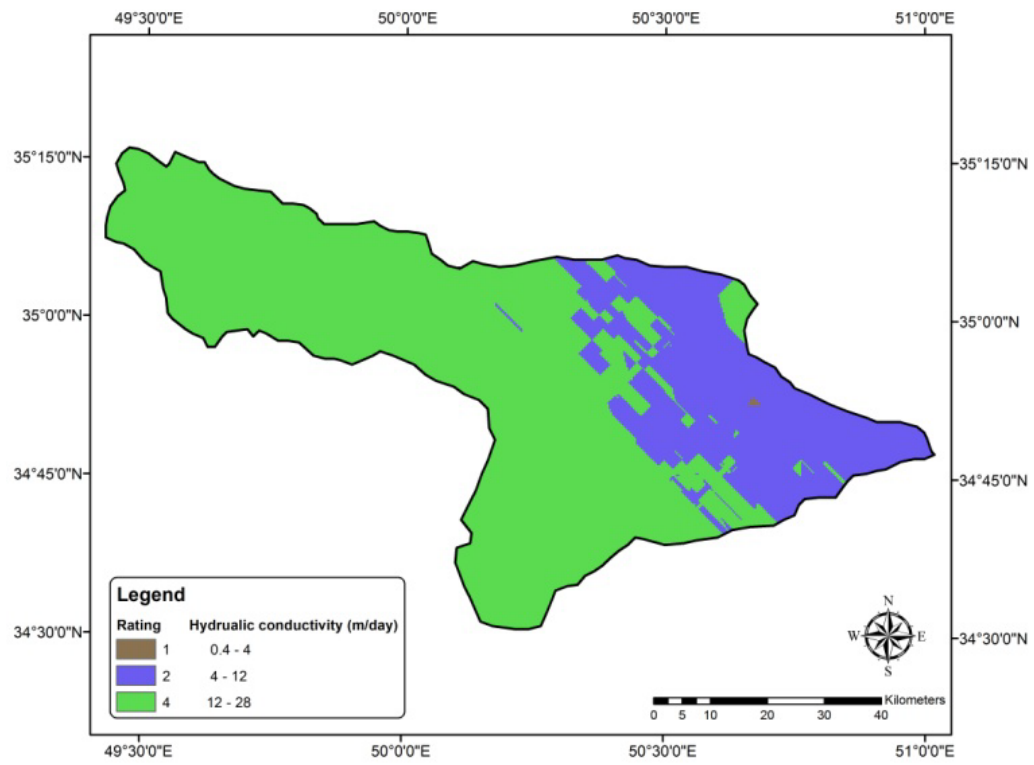 49°30'0"E 50°0'0"E 50°30'0"E 51°0'0"E
35°15'0"N 35°15'0"N
35°0'0"N 35°0'0"N
34°45'0"N 34°45'0"N
34°30'0"N 34°30'0"N
Legend
Rating Hydrualic conductivity (m/day)
1 0.4 - 4
2 4 - 12
4 12 - 28
N
W E
S
Kilometers
0 5 10 20 30 40
49°30'0"E 50°0'0"E 50°30'0"E 51°0'0"E